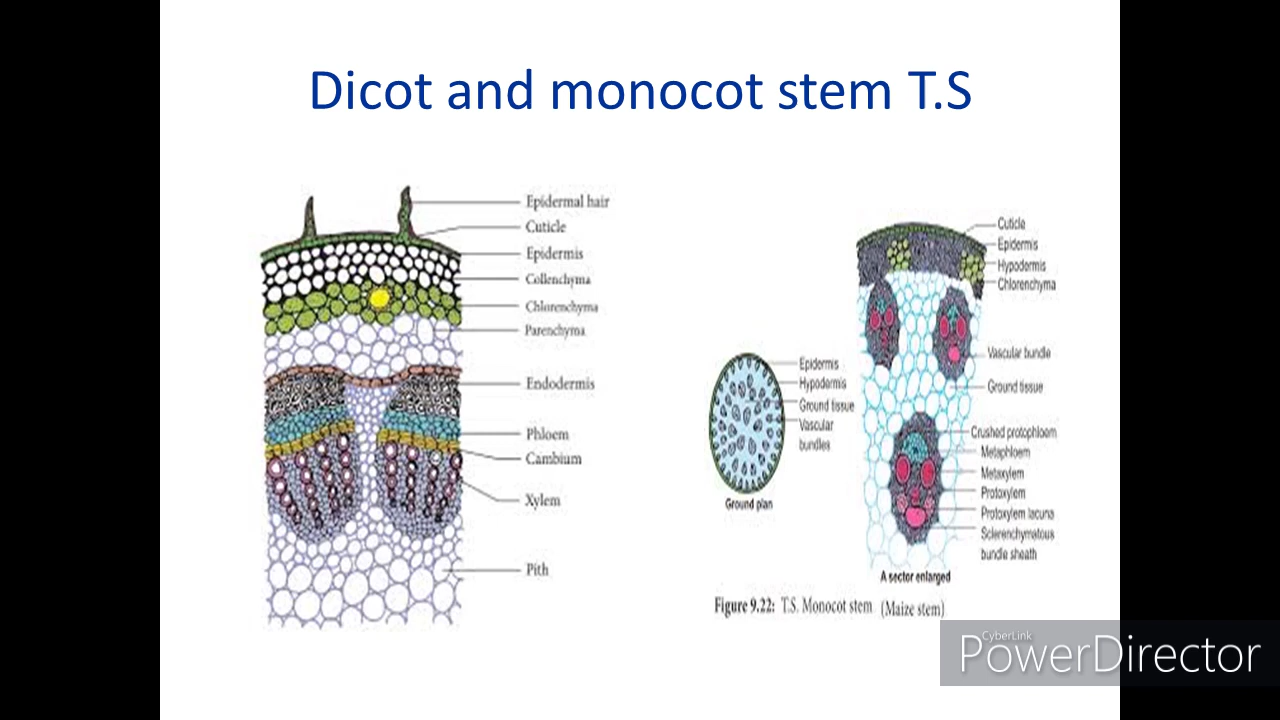 Dicot and monocot stem T.S
Epidermal hair
Cuticle
Epidermis
Collenchyma
Chlorenchyma
Parenchyma
Endodermis
Phloem
Cambium
Xylem
Pith
Epidermis
Hypodermis
Ground tissue
Vascular
bundles
Ground plan
Cuticle
Epidermis
Hypodermis
Chlorenchyma
Vascular bundle
Ground tissue
Crushed protophloem
Metaphloem
Metaxylem
Protoxylem
Protoxylem lacuna
Sclerenchymatous
bundle sheath
A sector enlarged
Figure 9.22: T.S. Monocot stem (Maize stem)
CyberLink
PowerDirector